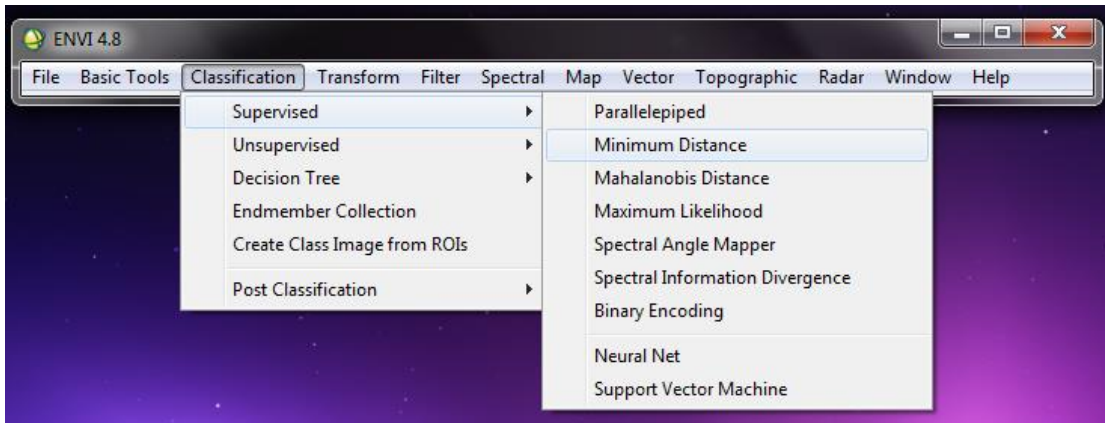 ENVI 4.8
File Basic Tools Classification Transform Filter Spectral Map Vector Topographic Radar Window Help
Supervised
Unsupervised
Decision Tree
Endmember Collection
Create Class Image from ROIs
Post Classification
Parallelepiped
Minimum Distance
Mahalanobis Distance
Maximum Likelihood
Spectral Angle Mapper
Spectral Information Divergence
Binary Encoding
Neural Net
Support Vector Machine